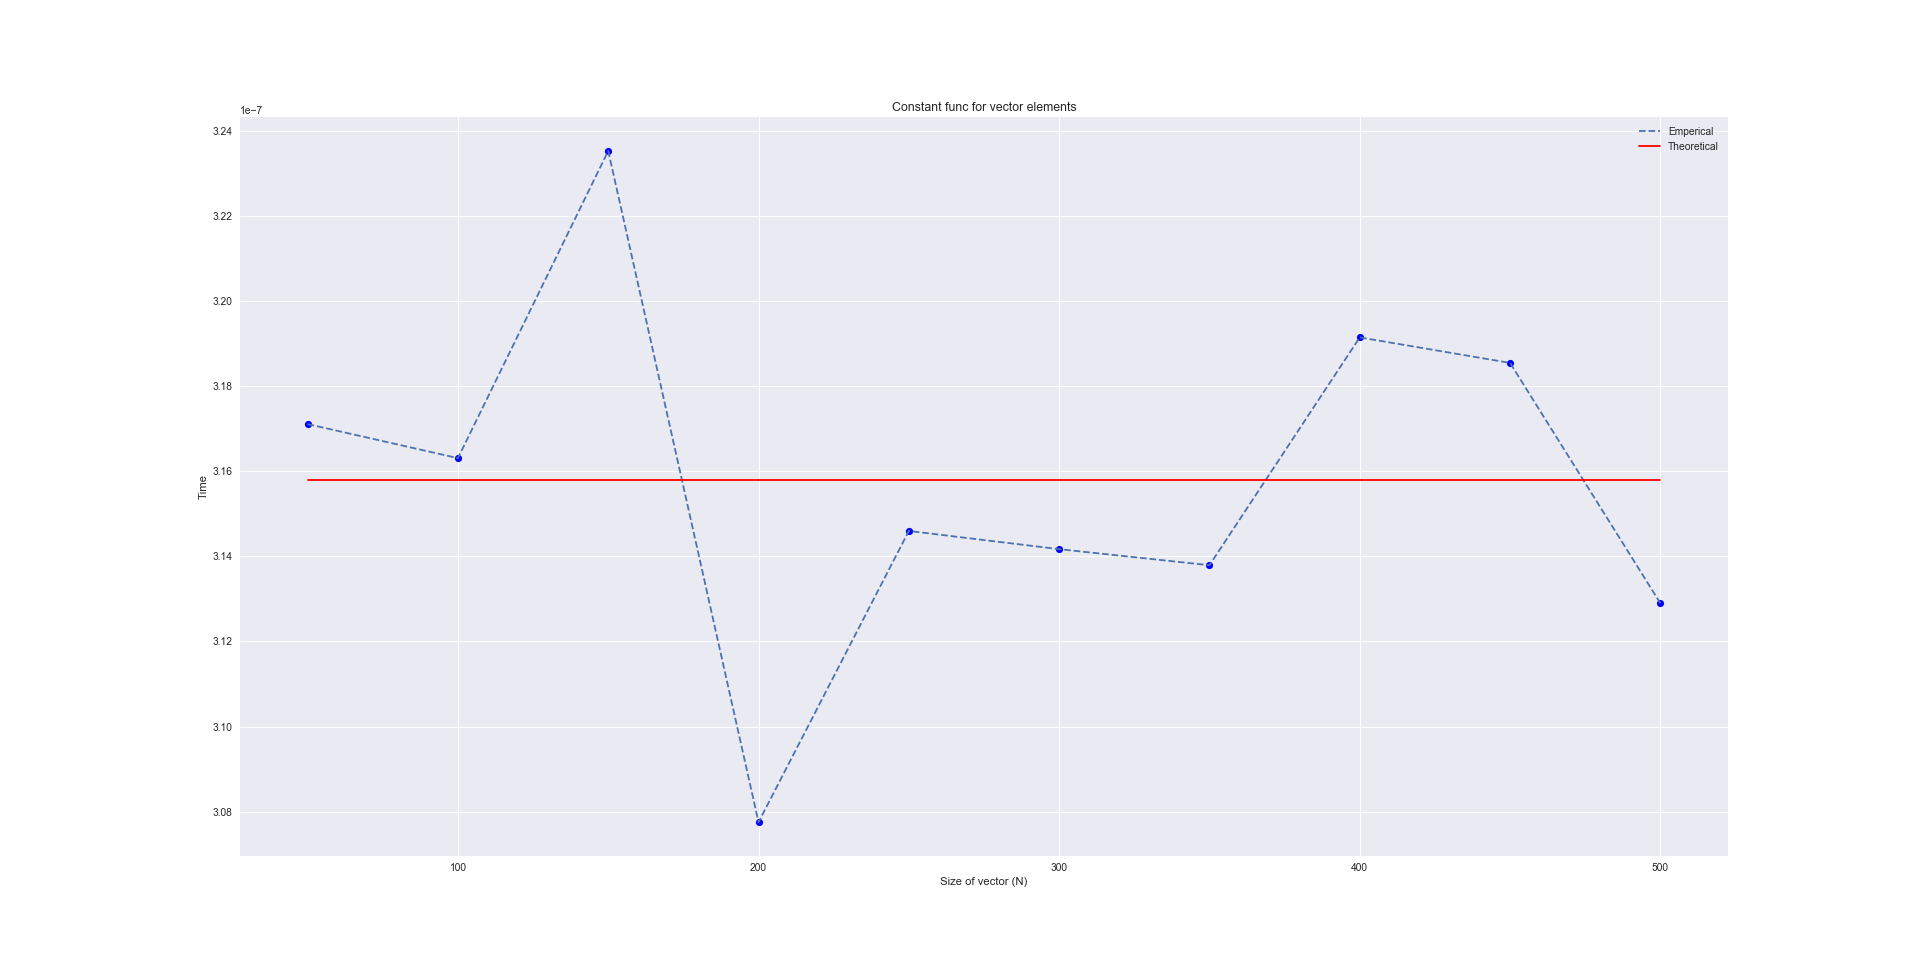 Constant func for vector elements
1e−7
3.24
3.22
3.20
3.18
3.16
3.14
3.12
3.10
3.08
Time
Emperical
Theoretical
100
200
300
400
500
Size of vector (N)